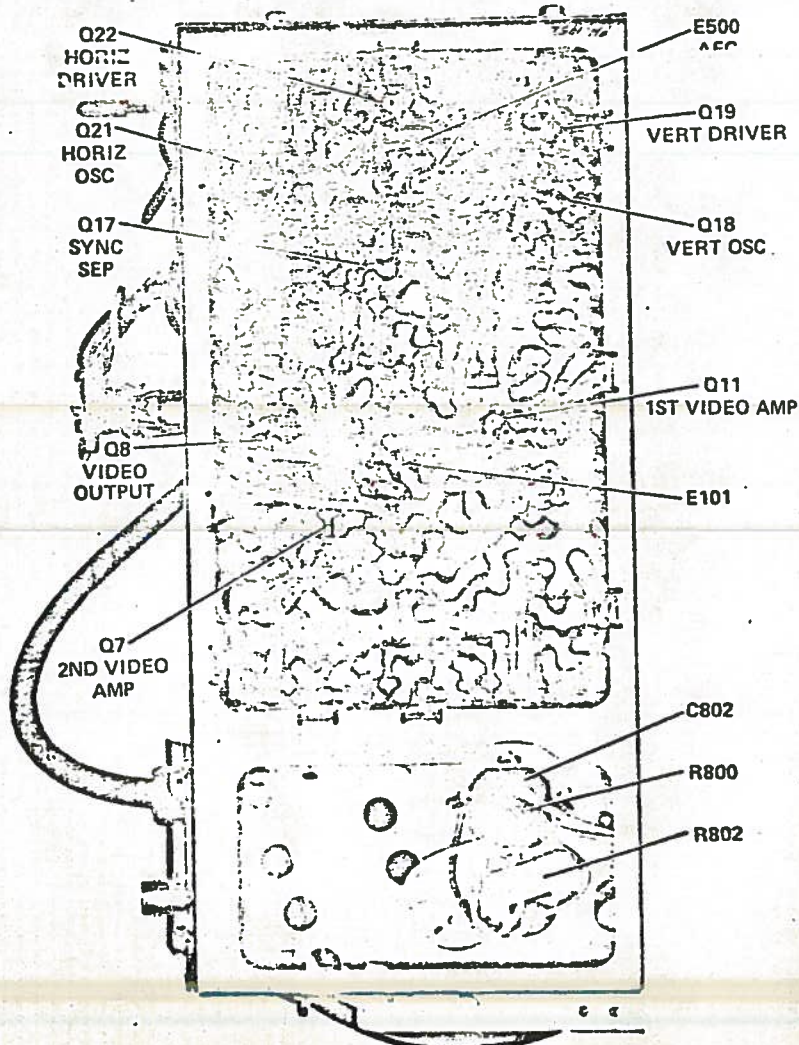 Q22
HORIZ
DRIVER
Q21
HORIZ
OSC
Q17
SYNC
SEP
Q8
VIDEO
OUTPUT
Q7
2ND VIDEO
AMP
E500
AFC
Q19
VERT DRIVER
Q18
VERT OSC
Q11
1ST VIDEO AMP
E101
C802
R800
R802